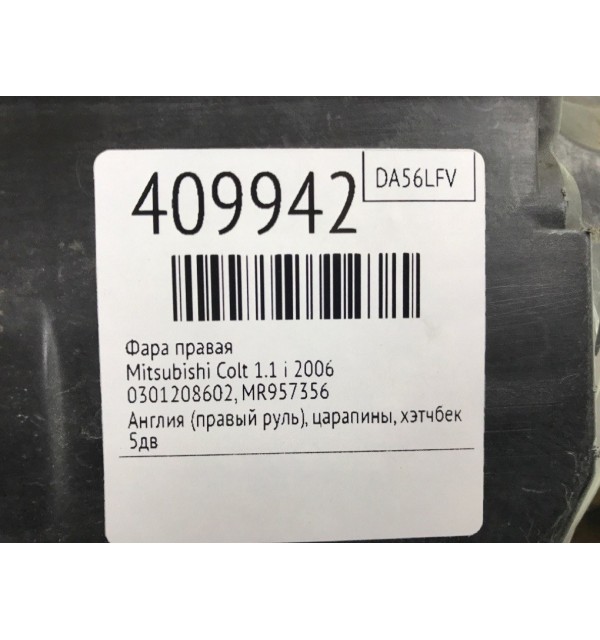 409942
DA56LFV
Фара правая
Mitsubishi Colt 1.1 i 2006
0301208602, MR957356
Англия (правый руль), царапины, хэтчбек
5дв